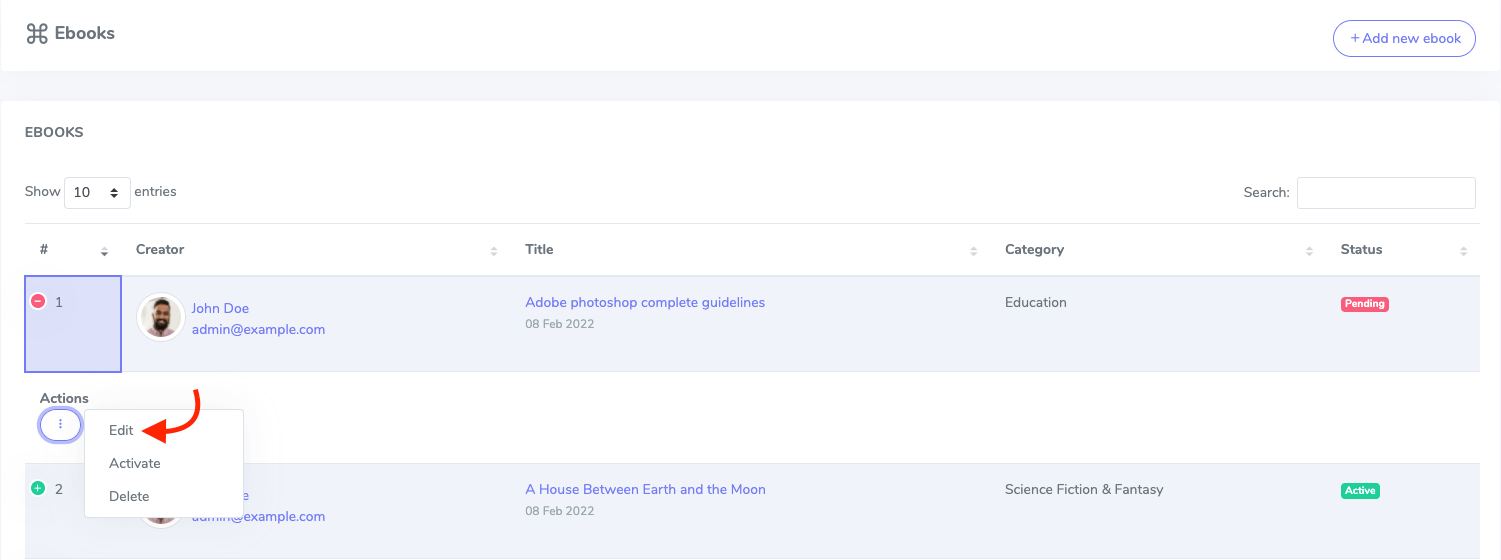 Ebooks
+ Add new ebook
EBOOKS
Show 10 entries
Search:
# Creator Title Category Status
1 John Doe Adobe photoshop complete guidelines Education Pending
admin@example.com 08 Feb 2022
Actions
Edit
Activate
Delete
2 A House Between Earth and the Moon Science Fiction & Fantasy Active
admin@example.com 08 Feb 2022